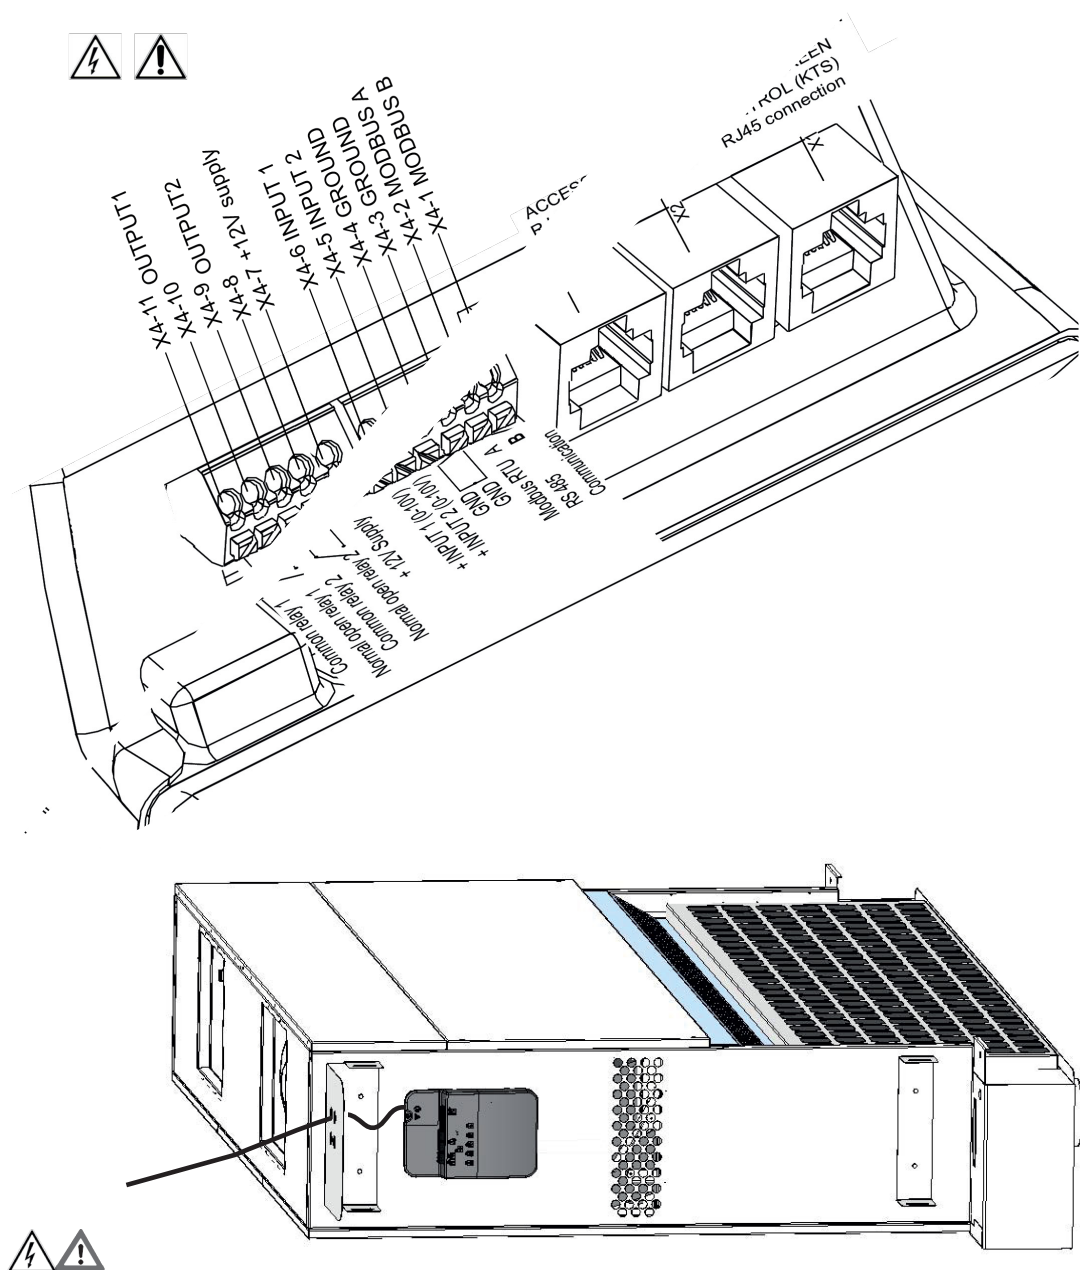 X4-11 OUTPUT1
X4-10
X4-9 OUTPUT2
X4-8
X4-7 +12V supply
X4-6 INPUT 1
X4-5 INPUT 2
X4-4 GROUND
X4-3 GROUND
X4-2 MODBUS A
X4-1 MODBUS B
(KTS)
RJ45 connection
X2
B
Communication
RS 485
Modbus RTU A
GND
GND
+ INPUT 2 (0-10V)
+ INPUT 1 (0-10V)
+ 12V Supply
Normal open relay 2
Common relay 2
Normal open relay 1
Common relay 1